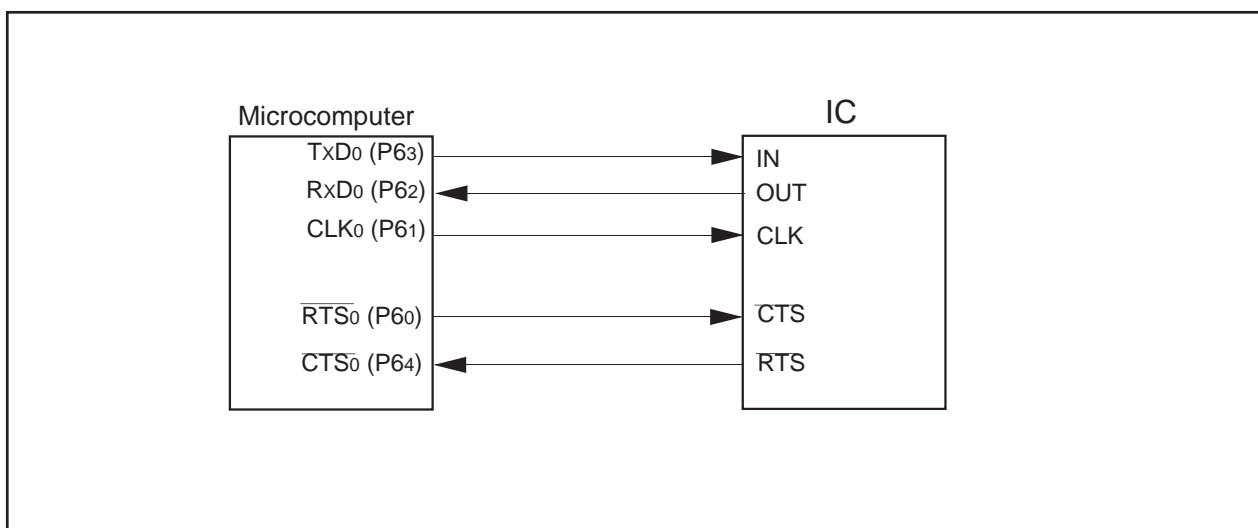 Microcomputer
TxD0 (P63)
RxD0 (P62)
CLK0 (P61)
RTS0 (P60)
CTS0 (P64)
IC
IN
OUT
CLK
CTS
RTS